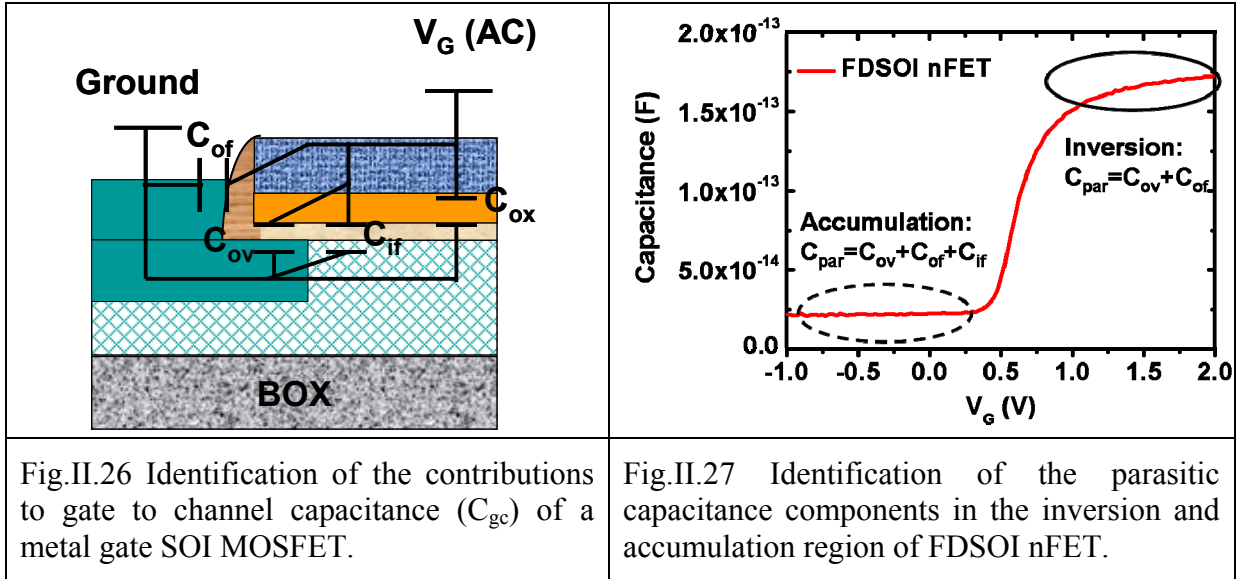 V_G (AC)
Ground
C_of
C_ox
C_ov
C_if
BOX
2.0x10^-13
1.5x10^-13
1.0x10^-13
5.0x10^-14
0.0
Capacitance (F)
FDSOI nFET
Inversion:
C_par=C_ov+C_of
Accumulation:
C_par=C_ov+C_of+C_if
-1.0 -0.5 0.0 0.5 1.0 1.5 2.0
V_G (V)
Fig.II.26 Identification of the contributions
to gate to channel capacitance (C_gc) of a
metal gate SOI MOSFET.
Fig.II.27 Identification of the parasitic
capacitance components in the inversion and
accumulation region of FDSOI nFET.